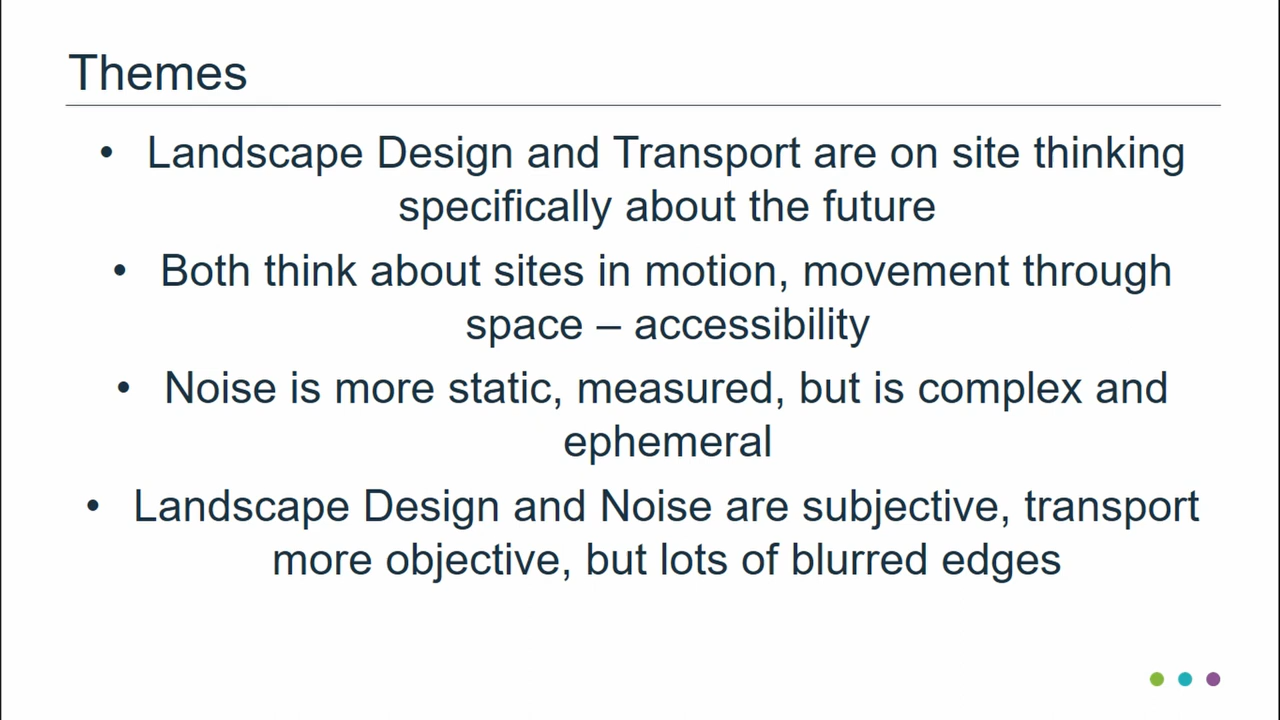 Themes
• Landscape Design and Transport are on site thinking
specifically about the future
• Both think about sites in motion, movement through
space – accessibility
• Noise is more static, measured, but is complex and
ephemeral
• Landscape Design and Noise are subjective, transport
more objective, but lots of blurred edges